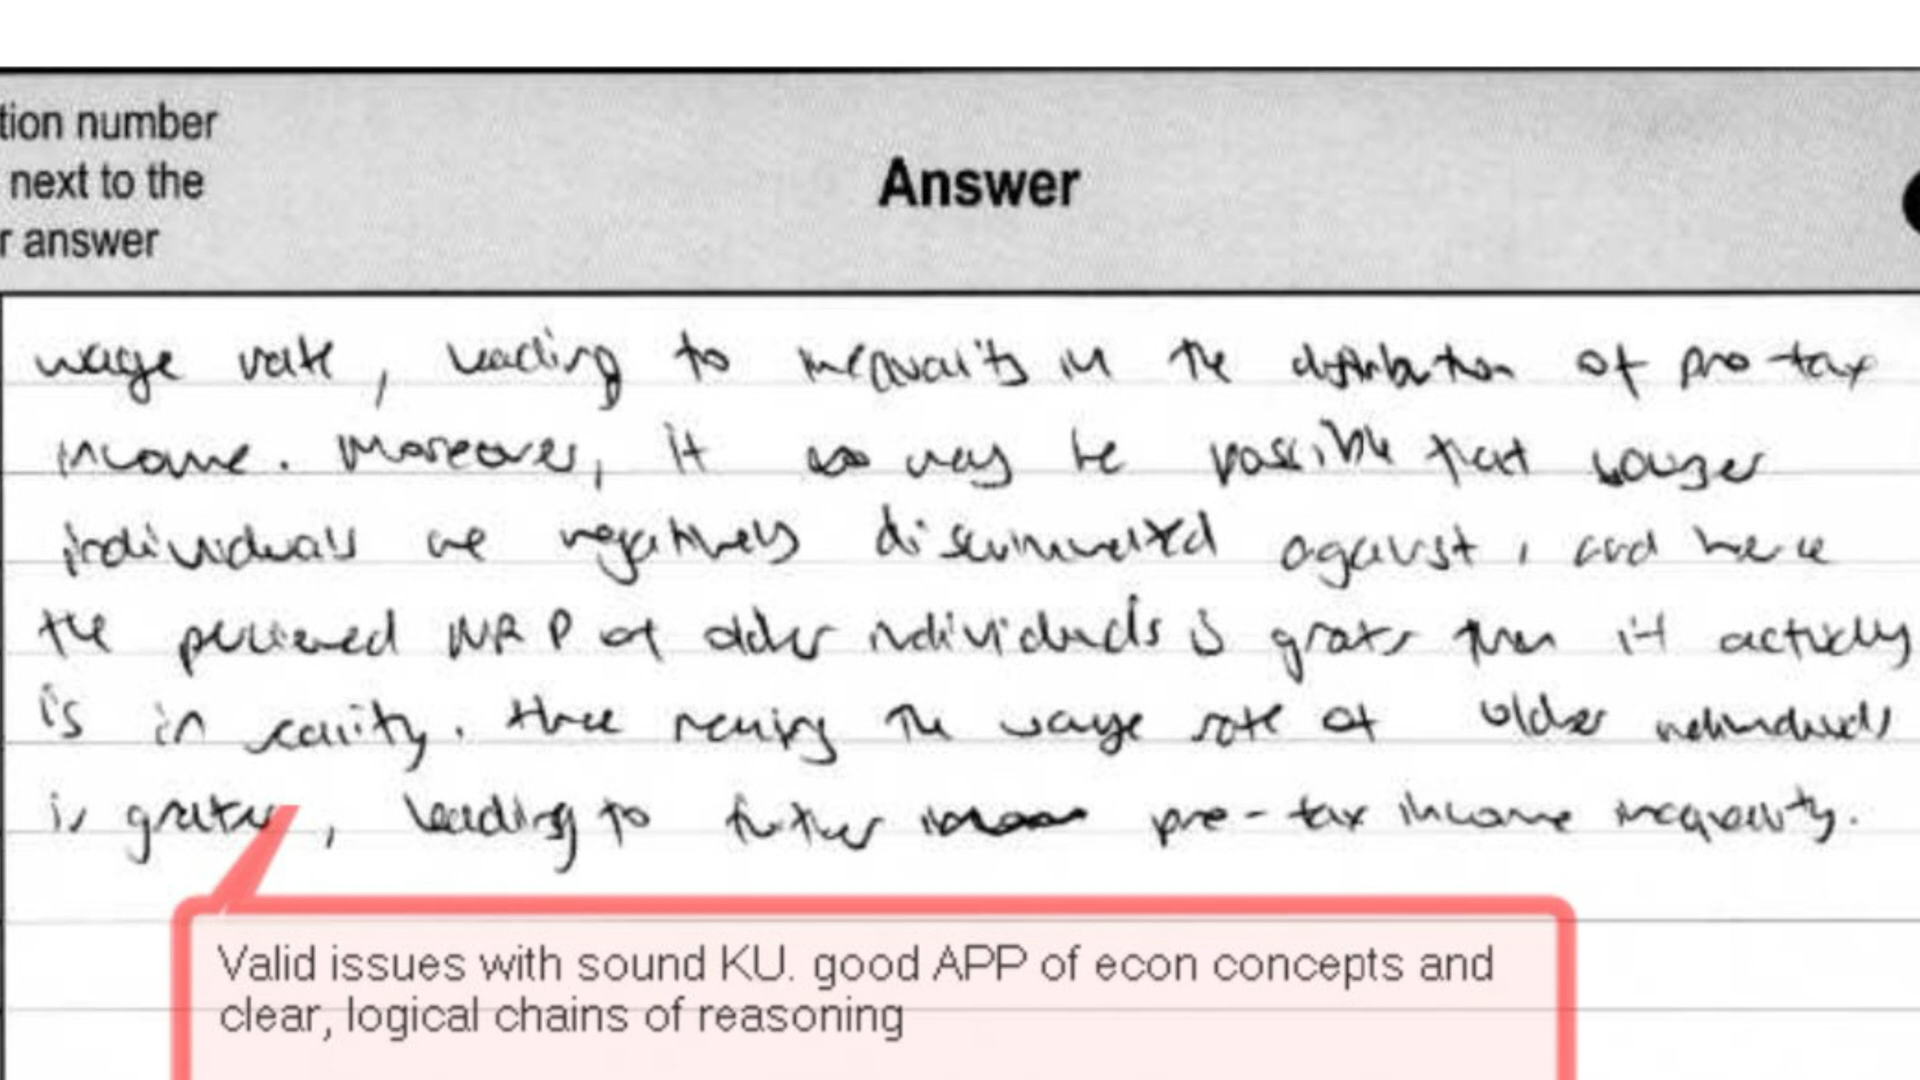 tion number
next to the
r answer
Answer
wage rate, leading to inequality in the distribution of pre-tax
income. Moreover, it may be possible that younger
individuals are negatively discriminated against, and hence
the perceived MRP of older individuals is greater than it actually
is in reality. Hence meaning the wage rate of older individuals
is greater, leading to further pre-tax income inequality.
Valid issues with sound KU. good APP of econ concepts and
clear, logical chains of reasoning